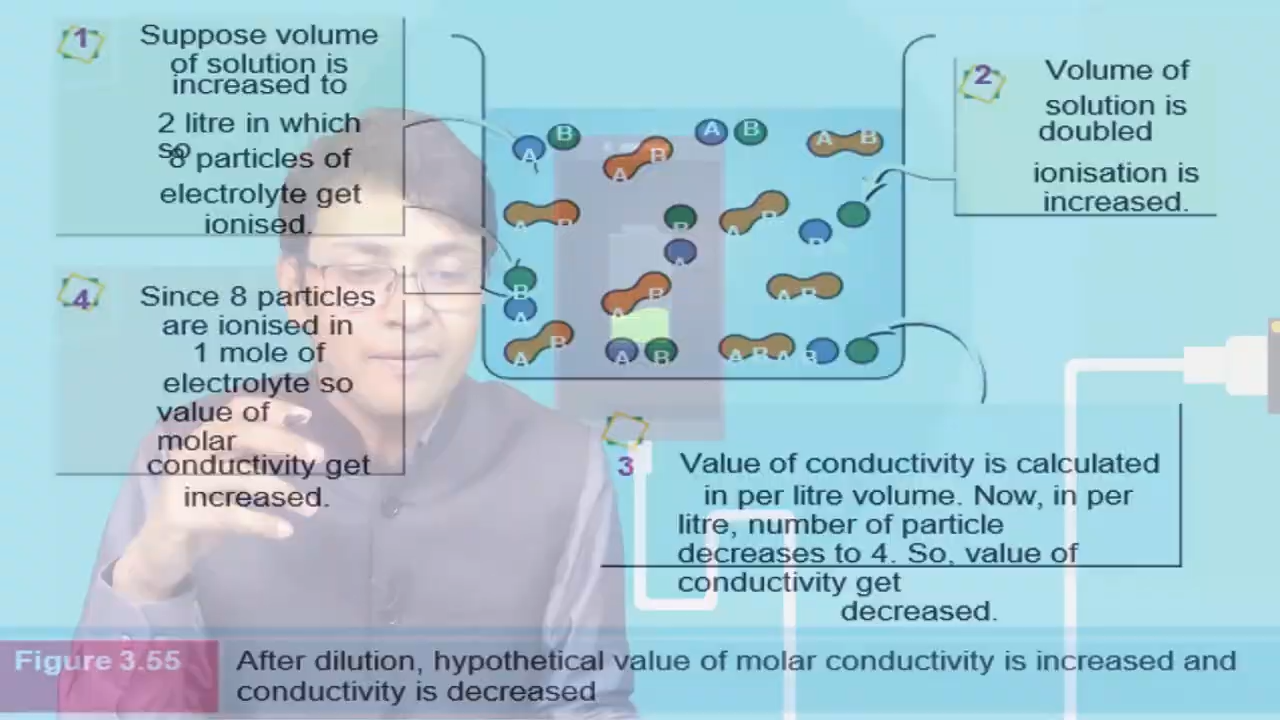 1
Suppose volume
of solution is
increased to
2 litre in which
so
8 particles of
electrolyte get
ionised.
2
Volume of
solution is
doubled
ionisation is
increased.
4
Since 8 particles
are ionised in
1 mole of
electrolyte so
value of
molar
conductivity get
increased.
A B A B A B A B
A B B A B B
B A
B A A B A B
A B A B A B A B
3
Value of conductivity is calculated
in per litre volume. Now, in per
litre, number of particle
decreases to 4. So, value of
conductivity get
decreased.
Figure 3.55
After dilution, hypothetical value of molar conductivity is increased and
conductivity is decreased